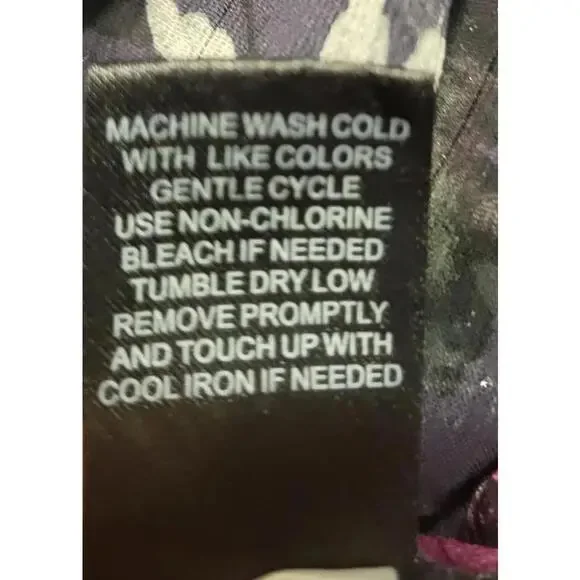 MACHINE WASH COLD
WITH LIKE COLORS
GENTLE CYCLE
USE NON-CHLORINE
BLEACH IF NEEDED
TUMBLE DRY LOW
REMOVE PROMPTLY
AND TOUCH UP WITH
COOL IRON IF NEEDED